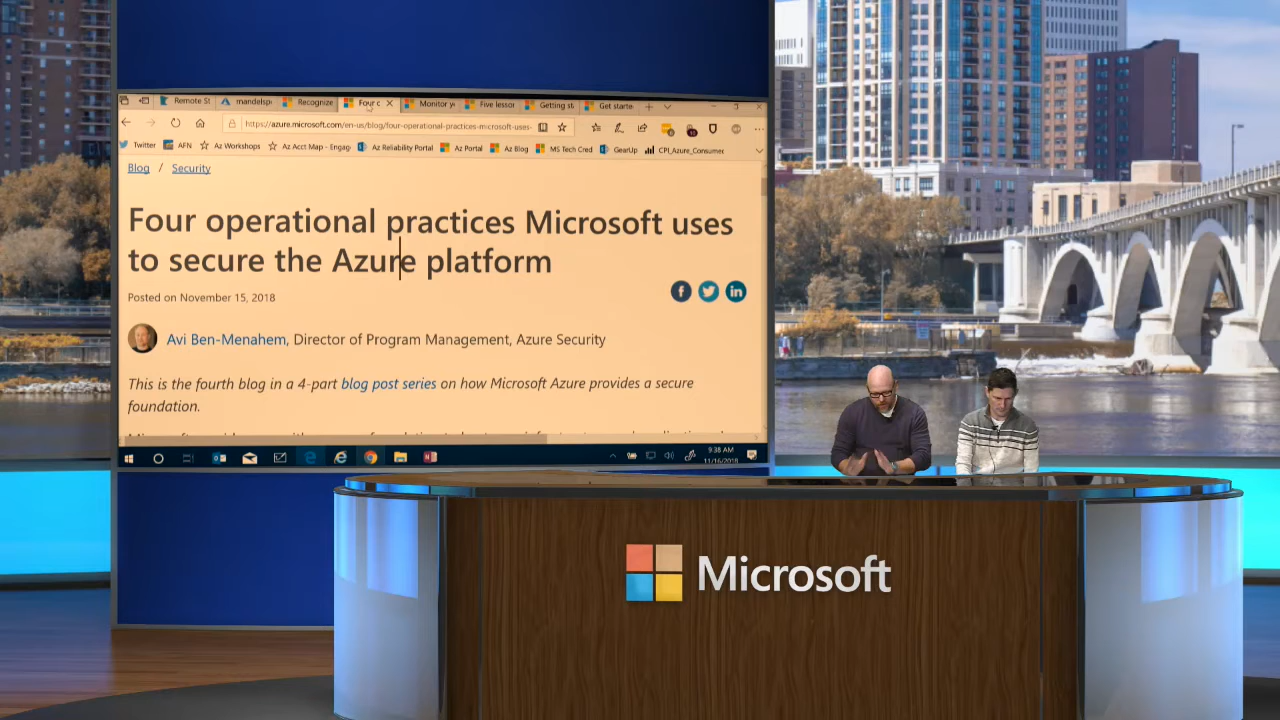 Remote St
mandelsp
Recognize
Four o
Monitor yo
Five lesson
Getting st
Get starte
https://azure.microsoft.com/en-us/blog/four-operational-practices-microsoft-uses-
Twitter
AFN
Az Workshops
Az Acct Map - Engag
Az Reliability Portal
Az Portal
Az Blog
MS Tech Cred
GearUp
CPI_Azure_Consumec
Blog / Security
Four operational practices Microsoft uses
to secure the Azure platform
Posted on November 15, 2018
Avi Ben-Menahem, Director of Program Management, Azure Security
This is the fourth blog in a 4-part blog post series on how Microsoft Azure provides a secure
foundation.
9:38 AM
11/16/2018
Microsoft